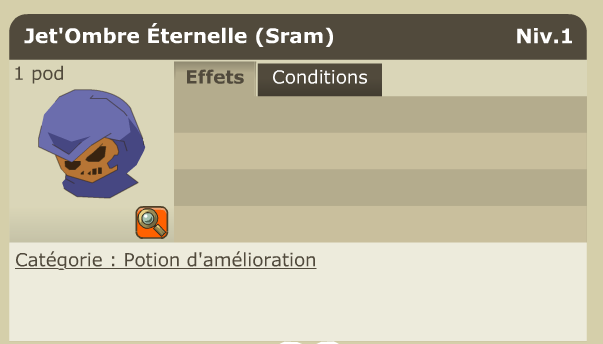 Jet'Ombre Éternelle (Sram) Niv.1
1 pod
Effets Conditions
Catégorie : Potion d'amélioration